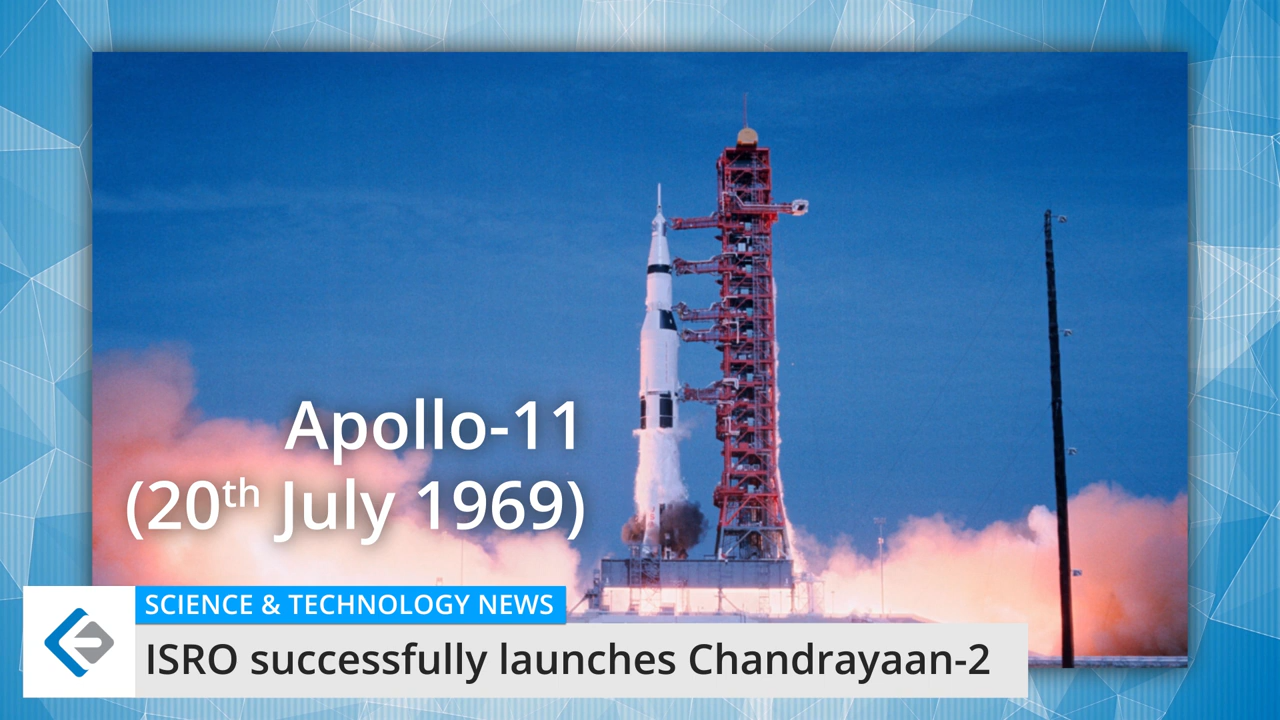 Apollo-11
(20th July 1969)
SCIENCE & TECHNOLOGY NEWS
ISRO successfully launches Chandrayaan-2